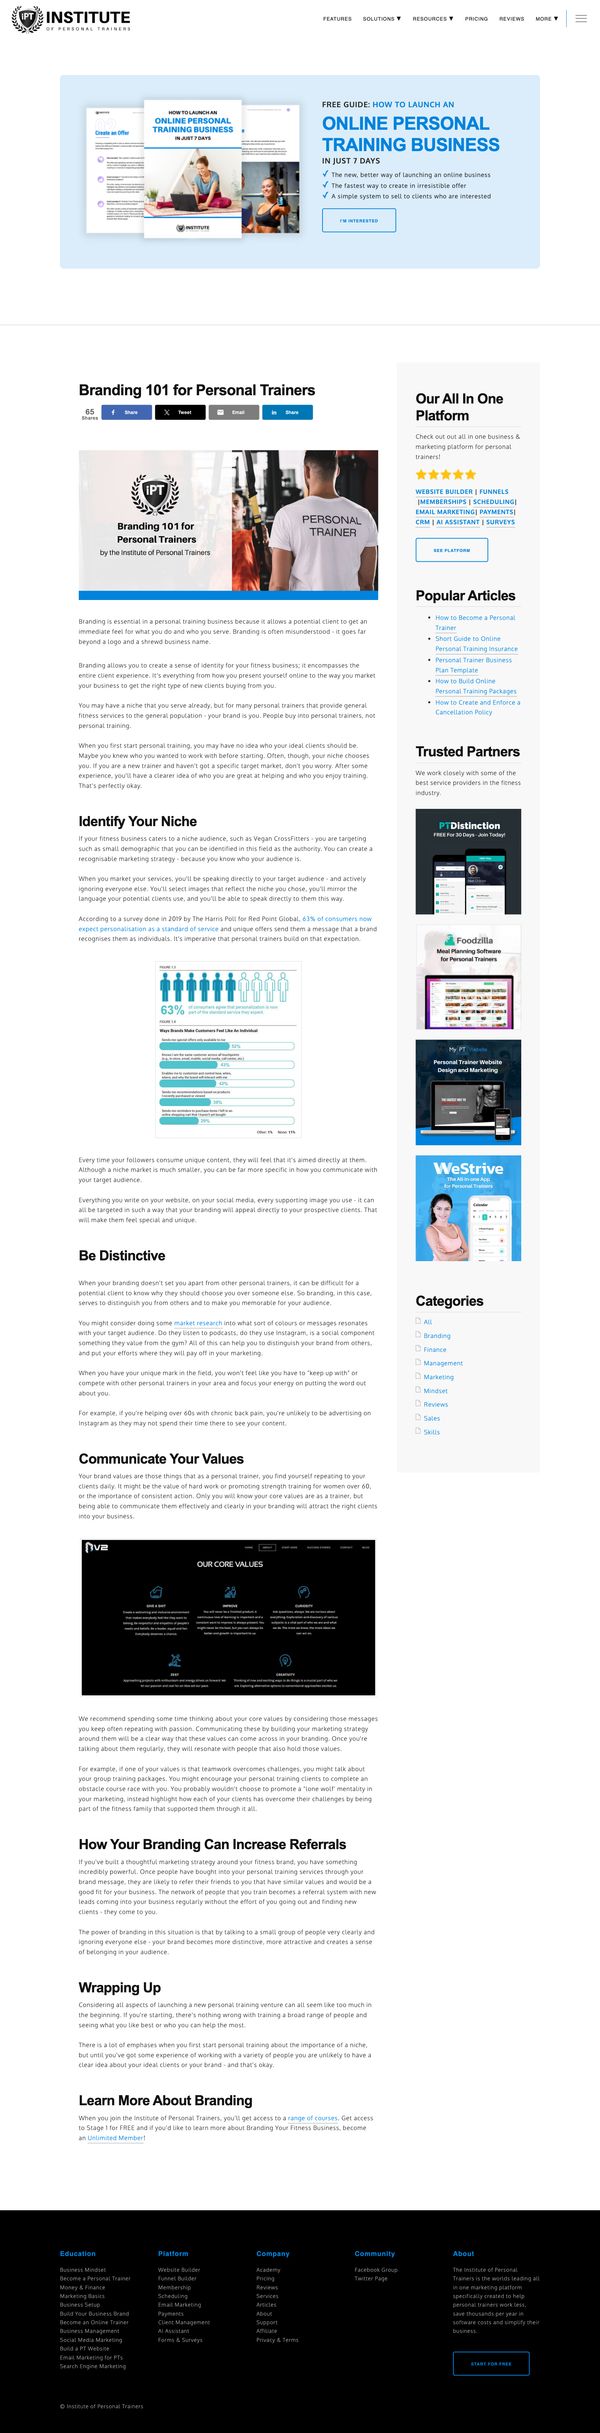 IPT INSTITUTE
OF PERSONAL TRAINERS
FEATURES SOLUTIONS ▼ RESOURCES ▼ PRICING REVIEWS MORE ▼
Create an Offer
HOW TO LAUNCH AN
ONLINE PERSONAL
TRAINING BUSINESS
IN JUST 7 DAYS
INSTITUTE
FREE GUIDE: HOW TO LAUNCH AN
ONLINE PERSONAL
TRAINING BUSINESS
IN JUST 7 DAYS
✓ The new, better way of launching an online business
✓ The fastest way to create in irresistible offer
✓ A simple system to sell to clients who are interested
I'M INTERESTED
Branding 101 for Personal Trainers
65
Shares
Share
Tweet
Email
Share
IPT
Branding 101 for
Personal Trainers
by the Institute of Personal Trainers
PERSONAL
TRAINER
Branding is essential in a personal training business because it allows a potential client to get an
immediate feel for what you do and who you serve. Branding is often misunderstood - it goes far
beyond a logo and a shrewd business name.
Branding allows you to create a sense of identity for your fitness business; it encompasses the
entire client experience. It's everything from how you present yourself online to the way you market
your business to get the right type of new clients buying from you.
You may have a niche that you serve already, but for many personal trainers that provide general
fitness services to the general population - your brand is you. People buy into personal trainers, not
personal training.
When you first start personal training, you may have no idea who your ideal clients should be.
Maybe you knew who you wanted to work with before starting. Often, though, your niche chooses
you. If you are a new trainer and haven't got a specific target market, don't you worry. After some
experience, you'll have a clearer idea of who you are great at helping and who you enjoy training.
That's perfectly okay.
Identify Your Niche
If your fitness business caters to a niche audience, such as Vegan CrossFitters - you are targeting
such as small demographic that you can be identified in this field as the authority. You can create a
recognisable marketing strategy - because you know who your audience is.
When you market your services, you'll be speaking directly to your target audience - and actively
ignoring everyone else. You'll select images that reflect the niche you chose, you'll mirror the
language your potential clients use, and you'll be able to speak directly to them this way.
According to a survey done in 2019 by The Harris Poll for Red Point Global, 63% of consumers now
expect personalisation as a standard of service and unique offers send them a message that a brand
recognises them as individuals. It's imperative that personal trainers build on that expectation.
FIGURE 1.3
63% of consumers agree that personalization is now
part of the standard service they expect.
FIGURE 1.4
Ways Brands Make Customers Feel Like An Individual
Sends me special offers only available to me
52%
Knows I am the same customer across all touchpoints
(e.g., in store, email, mobile, social media, call center, etc.)
43%
42%
Sends me recommendations based on products
I recently purchased or viewed
39%
Sends me reminders to purchase items I left in an
online shopping cart that I haven't yet bought
Every time your followers consume unique content, they will feel that it's aimed directly at them.
Although a niche market is much smaller, you can be far more specific in how you communicate with
your target audience.
Everything you write on your website, on your social media, every supporting image you use - it can
all be targeted in such a way that your branding will appeal directly to your prospective clients. That
will make them feel special and unique.
Be Distinctive
When your branding doesn't set you apart from other personal trainers, it can be difficult for a
potential client to know why they should choose you over someone else. So branding, in this case,
serves to distinguish you from others and to make you memorable for your audience.
You might consider doing some market research into what sort of colours or messages resonates
with your target audience. Do they listen to podcasts, do they use Instagram, is a social component
something they value from the gym? All of this can help you to distinguish your brand from others,
and put your efforts where they will pay off in your marketing.
When you have your unique mark in the field, you won't feel like you have to "keep up with" or
compete with other personal trainers in your area and focus your energy on putting the word out
about you.
For example, if you're helping over 60s with chronic back pain, you're unlikely to be advertising on
Instagram as they may not spend their time there to see your content.
Communicate Your Values
Your brand values are those things that as a personal trainer, you find yourself repeating to your
clients daily. It might be the value of hard work or promoting strength training for women over 60,
or the importance of consistent action. Only you will know your core values are as a trainer, but
being able to communicate them effectively and clearly in your branding will attract the right clients
into your business.
HOME ABOUT START HERE SUCCESS STORIES CONTACT BLOG
OUR CORE VALUES
GIVE A SHIT
IMPROVE
CURIOSITY
ZEST
CREATIVITY
We recommend spending some time thinking about your core values by considering those messages
you keep often repeating with passion. Communicating these by building your marketing strategy
around them will be a clear way that these values can come across in your branding. Once you're
talking about them regularly, they will resonate with people that also hold those values.
For example, if one of your values is that teamwork overcomes challenges, you might talk about
your group training packages. You might encourage your personal training clients to complete an
obstacle course race with you. You probably wouldn't choose to promote a "lone wolf" mentality in
your marketing, instead highlight how each of your clients has overcome their challenges by being
part of the fitness family that supported them through it all.
How Your Branding Can Increase Referrals
If you've built a thoughtful marketing strategy around your fitness brand, you have something
incredibly powerful. Once people have bought into your personal training services through your
brand message, they are likely to refer their friends to you that have similar values and would be a
good fit for your business. The network of people that you train becomes a referral system with new
leads coming into your business regularly without the effort of you going out and finding new
clients - they come to you.
The power of branding in this situation is that by talking to a small group of people very clearly and
ignoring everyone else - your brand becomes more distinctive, more attractive and creates a sense
of belonging in your audience.
Wrapping Up
Considering all aspects of launching a new personal training venture can all seem like too much in
the beginning. If you're starting, there's nothing wrong with training a broad range of people and
seeing what you like best or who you can help the most.
There is a lot of emphases when you first start personal training about the importance of a niche,
but until you've got some experience of working with a variety of people you are unlikely to have a
clear idea about your ideal clients or your brand - and that's okay.
Learn More About Branding
When you join the Institute of Personal Trainers, you'll get access to a range of courses. Get access
to Stage 1 for FREE and if you'd like to learn more about Branding Your Fitness Business, become
an Unlimited Member!
Our All In One
Platform
Check out out all in one business &
marketing platform for personal
trainers!
WEBSITE BUILDER | FUNNELS
|MEMBERSHIPS | SCHEDULING|
EMAIL MARKETING| PAYMENTS|
CRM | AI ASSISTANT | SURVEYS
SEE PLATFORM
Popular Articles
How to Become a Personal
Trainer
Short Guide to Online
Personal Training Insurance
Personal Trainer Business
Plan Template
How to Build Online
Personal Training Packages
How to Create and Enforce a
Cancellation Policy
Trusted Partners
We work closely with some of the
best service providers in the fitness
industry.
PTDistinction
FREE For 30 Days - Join Today!
Foodzilla
Meal Planning Software
for Personal Trainers
My PT Website
Personal Trainer Website
Design and Marketing
WeStrive
The All-in-one App
for Personal Trainers
Calendar
Categories
All
Branding
Finance
Management
Marketing
Mindset
Reviews
Sales
Skills
Education
Business Mindset
Become a Personal Trainer
Money & Finance
Marketing Basics
Business Setup
Build Your Business Brand
Become an Online Trainer
Business Management
Social Media Marketing
Build a PT Website
Email Marketing for PTs
Search Engine Marketing
Platform
Website Builder
Funnel Builder
Membership
Scheduling
Email Marketing
Payments
Client Management
AI Assistant
Forms & Surveys
Company
Academy
Pricing
Reviews
Services
Articles
About
Support
Affiliate
Privacy & Terms
Community
Facebook Group
Twitter Page
About
The Institute of Personal
Trainers is the worlds leading all
in one marketing platform
specifically created to help
personal trainers work less,
save thousands per year in
software costs and simplify their
business.
START FOR FREE
© Institute of Personal Trainers